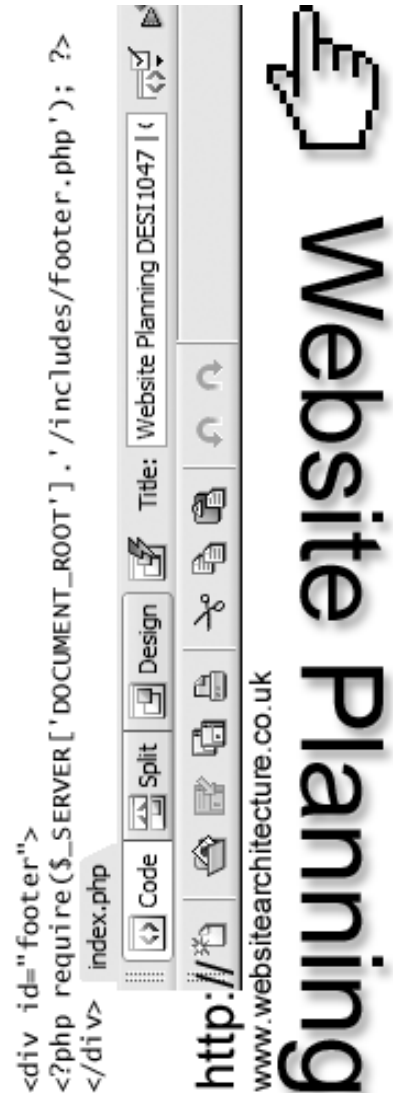 <div id="footer">
<?php require($_SERVER['DOCUMENT_ROOT'].'/includes/footer.php'); ?>
</div>
index.php
Code Split Design Title: Website Planning DESI1047 | (
http://
www.websitearchitecture.co.uk
Website Planning